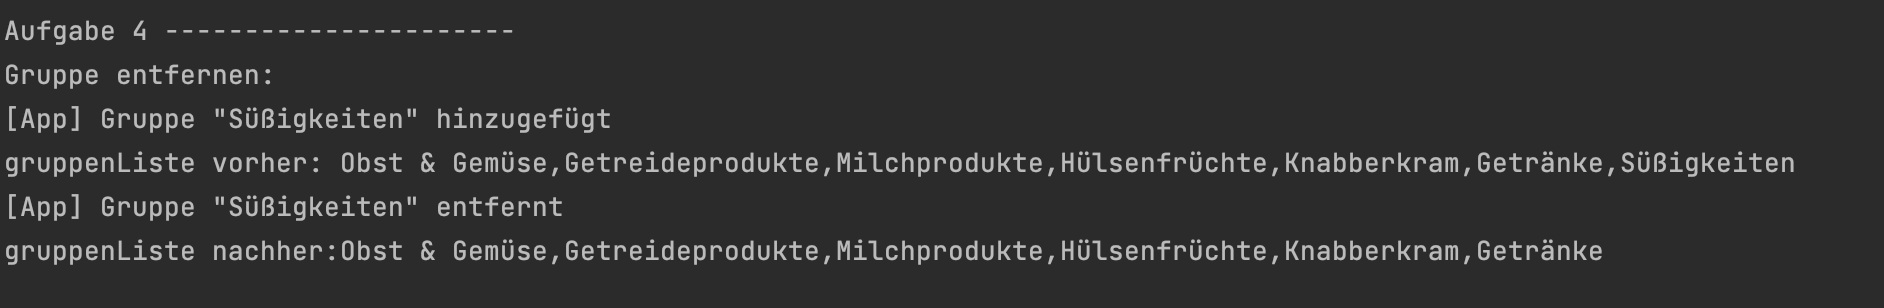 Aufgabe 4 ----------------------
Gruppe entfernen:
[App] Gruppe "Süßigkeiten" hinzugefügt
gruppenListe vorher: Obst & Gemüse,Getreideprodukte,Milchprodukte,Hülsenfrüchte,Knabberkram,Getränke,Süßigkeiten
[App] Gruppe "Süßigkeiten" entfernt
gruppenListe nachher:Obst & Gemüse,Getreideprodukte,Milchprodukte,Hülsenfrüchte,Knabberkram,Getränke